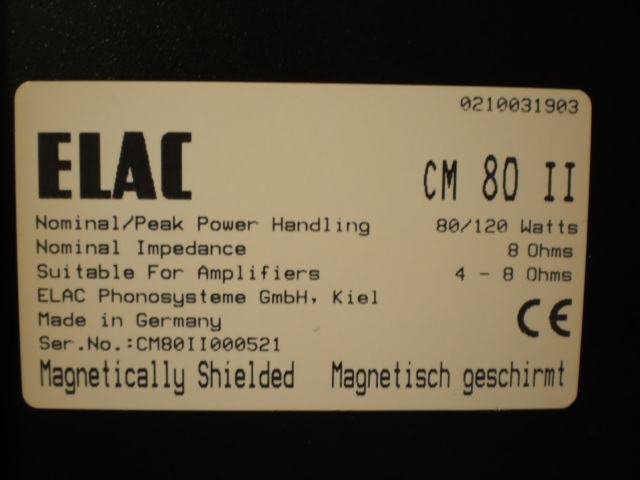 0210031903
ELAC
CM 80 II
Nominal/Peak Power Handling 80/120 Watts
Nominal Impedance 8 Ohms
Suitable For Amplifiers 4 - 8 Ohms
ELAC Phonosysteme GmbH, Kiel
Made in Germany
CE
Ser.No.:CM80II000521
Magnetically Shielded Magnetisch geschirmt